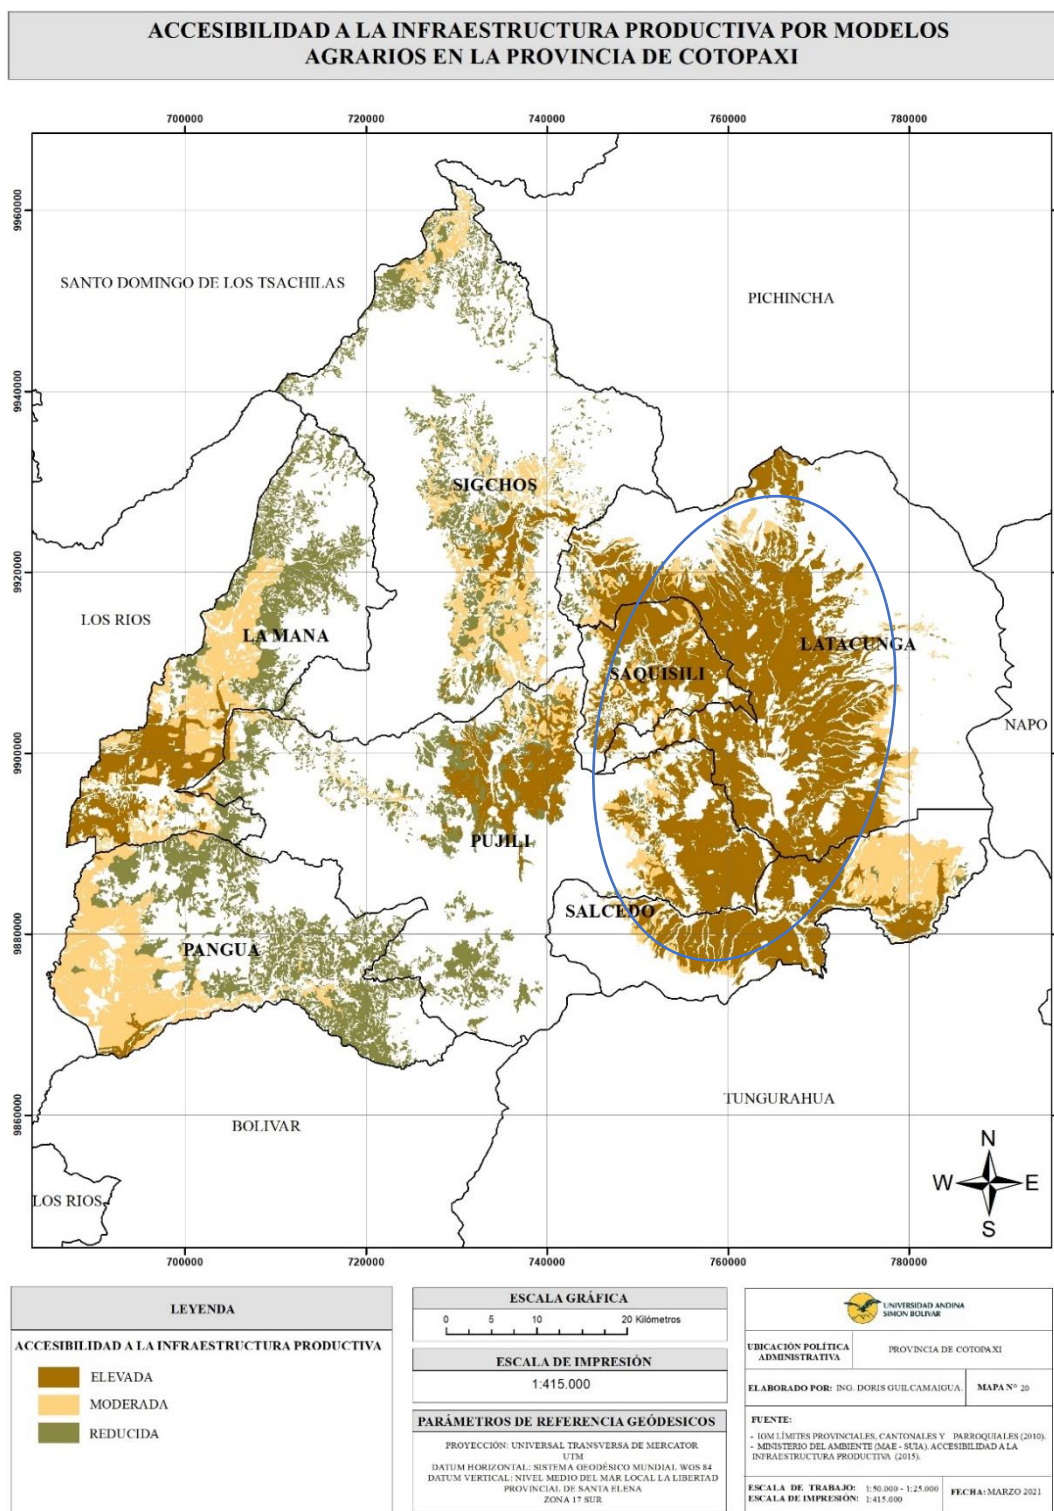 ACCESIBILIDAD A LA INFRAESTRUCTURA PRODUCTIVA POR MODELOS
AGRARIOS EN LA PROVINCIA DE COTOPAXI
700000 720000 740000 760000 780000
9960000
SANTO DOMINGO DE LOS TSACHILAS
PICHINCHA
9940000
SIGCHOS
9920000
LOS RIOS
LA MANA
LATACUNGA
SAQUISILI
NAPO
9900000
PUJILI
SALCEDO
9880000
PANGUA
TUNGURAHUA
9860000
BOLIVAR
N
W E
S
LOS RIOS
700000 720000 740000 760000 780000
LEYENDA
ACCESIBILIDAD A LA INFRAESTRUCTURA PRODUCTIVA
ELEVADA
MODERADA
REDUCIDA
ESCALA GRÁFICA
0 5 10 20 Kilómetros
ESCALA DE IMPRESIÓN
1:415.000
PARÁMETROS DE REFERENCIA GEÓDESICOS
PROYECCIÓN: UNIVERSAL TRANSVERSA DE MERCATOR
UTM
DATUM HORIZONTAL: SISTEMA GEODÉSICO MUNDIAL WGS 84
DATUM VERTICAL: NIVEL MEDIO DEL MAR LOCAL LA LIBERTAD
PROVINCIAL DE SANTA ELENA
ZONA 17 SUR
UNIVERSIDAD ANDINA
SIMON BOLIVAR
UBICACIÓN POLÍTICA
ADMINISTRATIVA
PROVINCIA DE COTOPAXI
ELABORADO POR: ING. DORIS GUILCAMAIGUA.
MAPA Nº 20
FUENTE:
- IGM LÍMITES PROVINCIALES, CANTONALES Y PARROQUIALES (2010).
- MINISTERIO DEL AMBIENTE (MAE - SUIA). ACCESIBILIDAD A LA
INFRAESTRUCTURA PRODUCTIVA (2015).
ESCALA DE TRABAJO: 1:50.000 - 1:25.000
ESCALA DE IMPRESIÓN: 1:415.000
FECHA: MARZO 2021